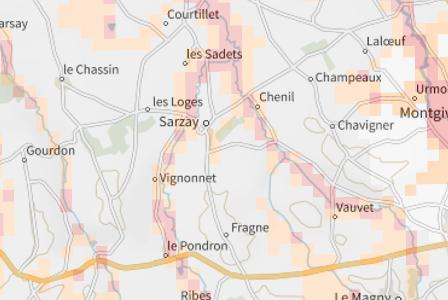 Courtillet
arsay
Lalœuf
les Sadets
le Chassin
Champeaux
Urmo
les Loges
Chenil
Montgiv
Sarzay
Chavigner
Gourdon
Vignonnet
Vauvet
Fragne
le Pondron
Ribes
Le Magny